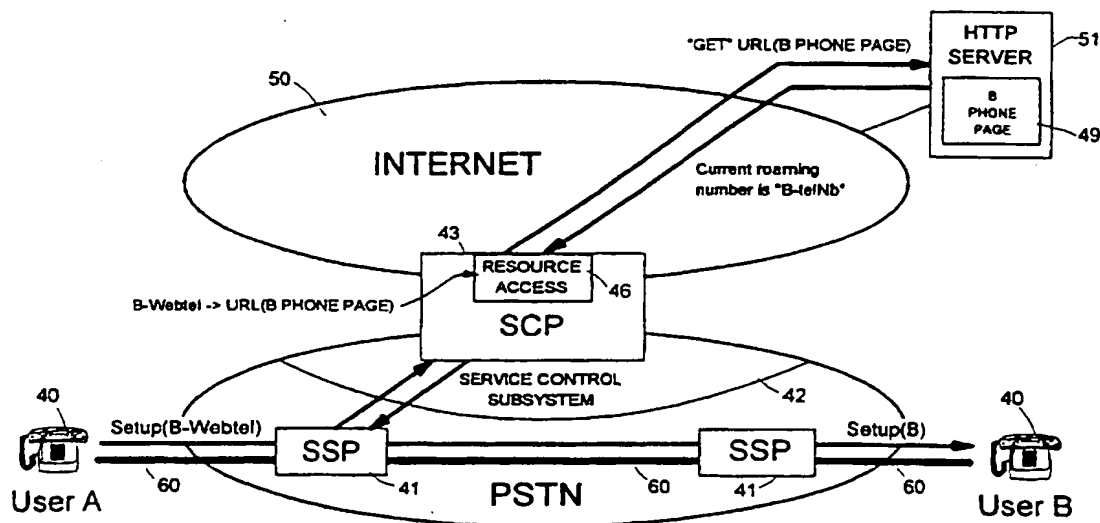 "GET" URL(B PHONE PAGE)
HTTP
SERVER
51
B
PHONE
PAGE
49
50
INTERNET
Current roaming
number is "B-telNb"
43
RESOURCE
ACCESS
46
B-Webtel -> URL(B PHONE PAGE)
SCP
SERVICE CONTROL
SUBSYSTEM
42
40
Setup(B-Webtel)
SSP
SSP
Setup(B)
40
60
41
60
41
60
User A
PSTN
User B